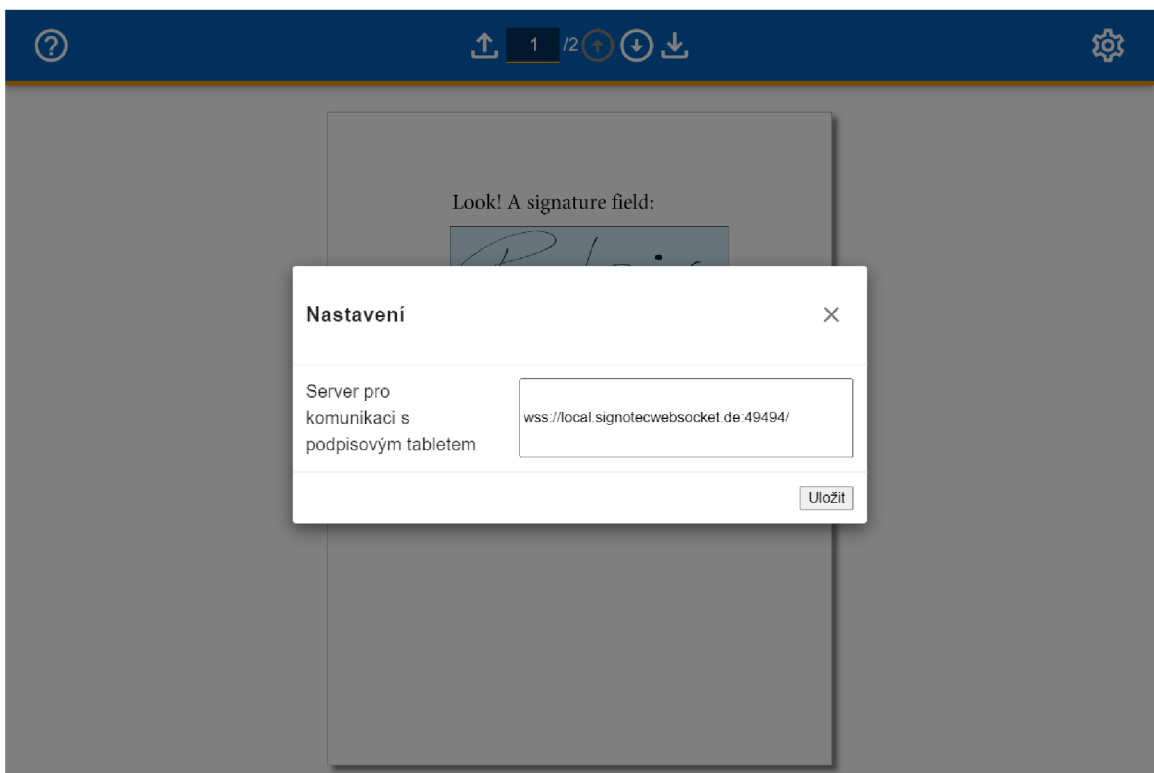 1 /2
Look! A signature field:
Nastavení
Server pro
komunikaci s
podpisovým tabletem
wss://local.signotecwebsocket.de:49494/
Uložit